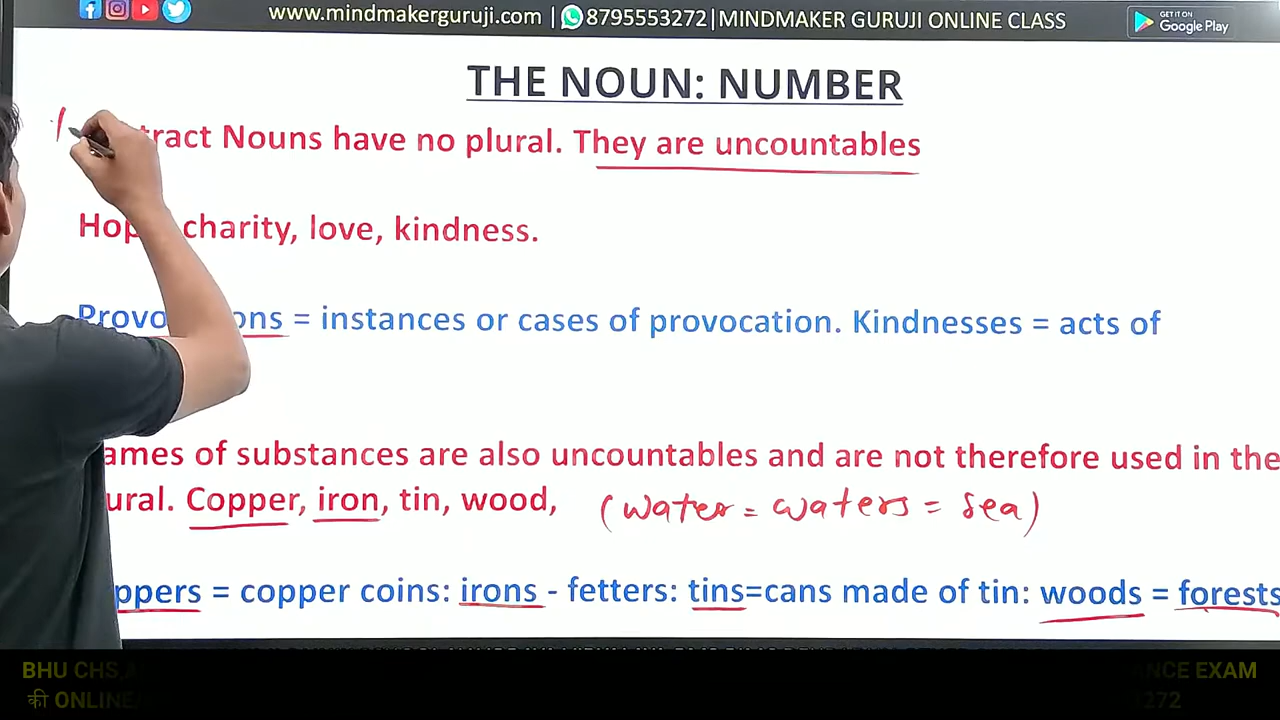 www.mindmakerguruji.com | 8795553272|MINDMAKER GURUJI ONLINE CLASS
GET IT ON
Google Play
THE NOUN: NUMBER
tract Nouns have no plural. They are uncountables
Hop charity, love, kindness.
Provo ons = instances or cases of provocation. Kindnesses = acts of
ames of substances are also uncountables and are not therefore used in the
ural. Copper, iron, tin, wood, (water = waters = sea)
ppers = copper coins: irons - fetters: tins=cans made of tin: woods = forests
BHU CHS, ANCE EXAM
की ONLINE 272